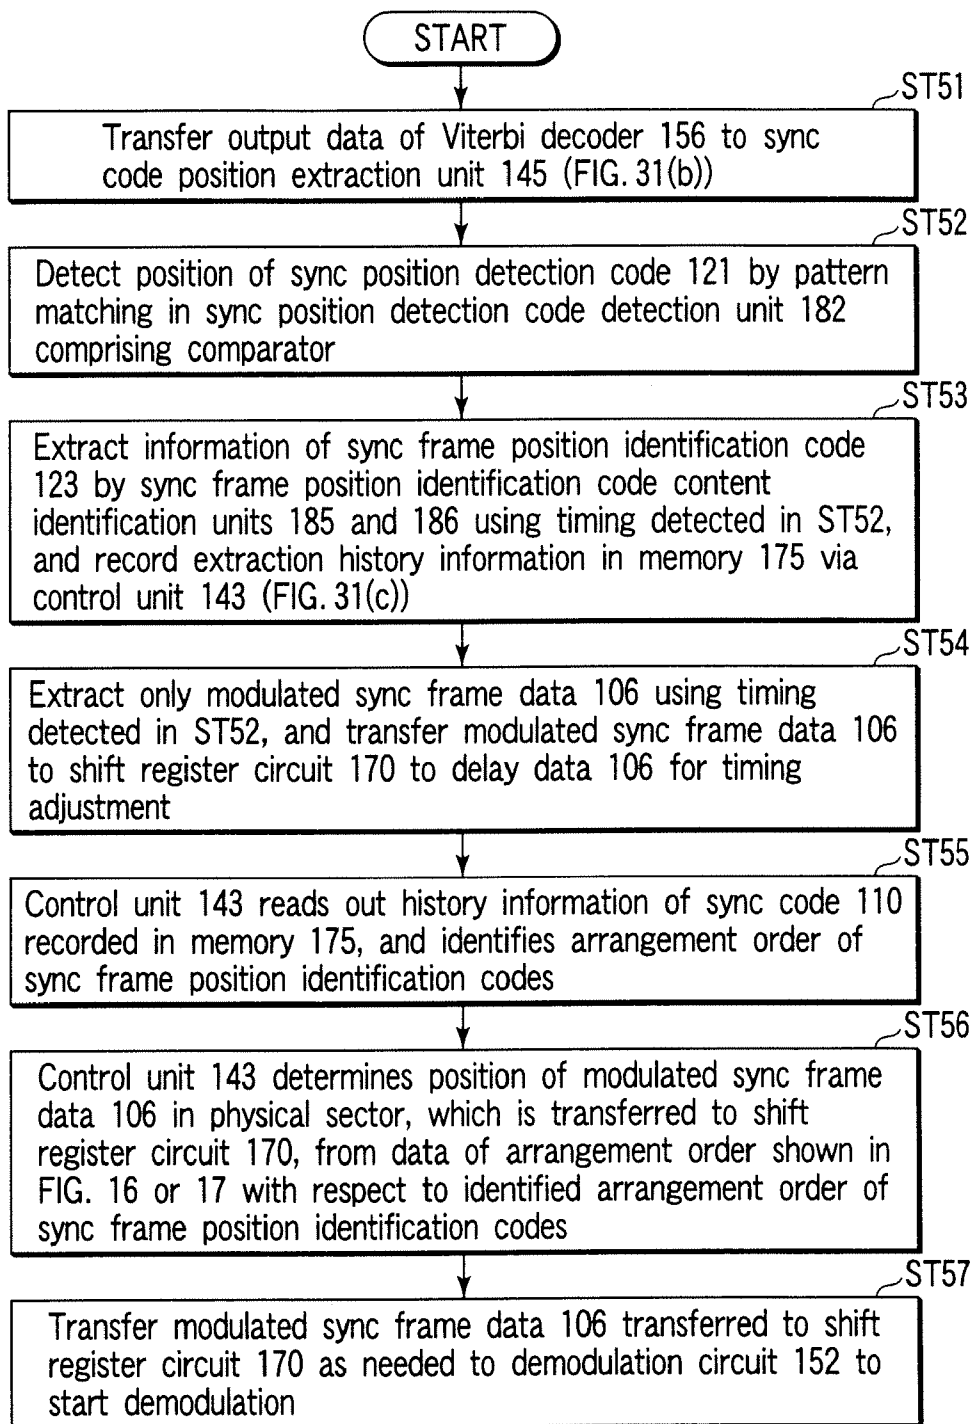 START
ST51
Transfer output data of Viterbi decoder 156 to sync
code position extraction unit 145 (FIG. 31(b))
ST52
Detect position of sync position detection code 121 by pattern
matching in sync position detection code detection unit 182
comprising comparator
ST53
Extract information of sync frame position identification code
123 by sync frame position identification code content
identification units 185 and 186 using timing detected in ST52,
and record extraction history information in memory 175 via
control unit 143 (FIG. 31(c))
ST54
Extract only modulated sync frame data 106 using timing
detected in ST52, and transfer modulated sync frame data 106
to shift register circuit 170 to delay data 106 for timing
adjustment
ST55
Control unit 143 reads out history information of sync code 110
recorded in memory 175, and identifies arrangement order of
sync frame position identification codes
ST56
Control unit 143 determines position of modulated sync frame
data 106 in physical sector, which is transferred to shift
register circuit 170, from data of arrangement order shown in
FIG. 16 or 17 with respect to identified arrangement order of
sync frame position identification codes
ST57
Transfer modulated sync frame data 106 transferred to shift
register circuit 170 as needed to demodulation circuit 152 to
start demodulation